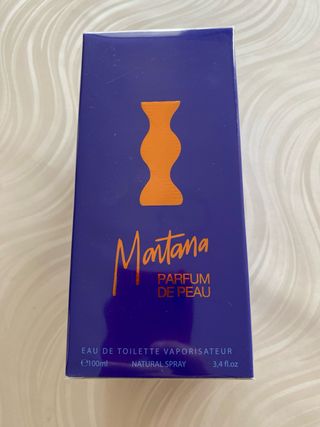 Montana
PARFUM
DE PEAU
EAU DE TOILETTE VAPORISATEUR
℮100ml NATURAL SPRAY 3,4 fl.oz